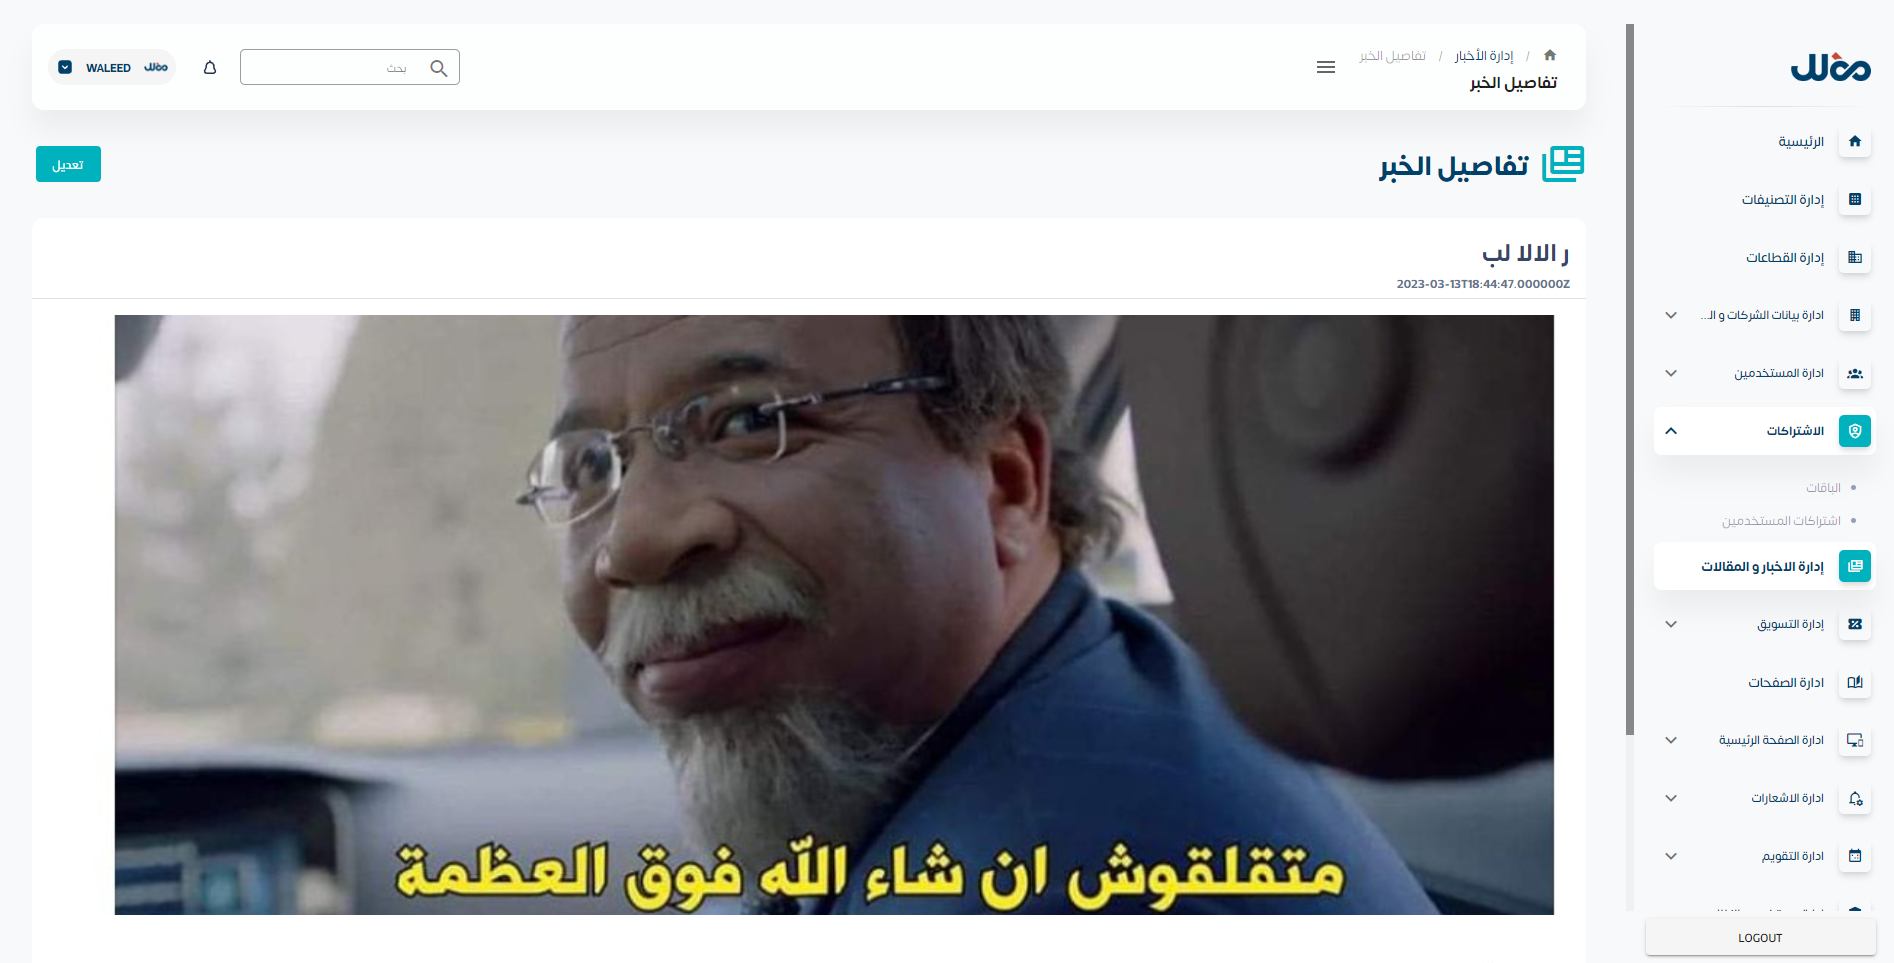 مقلل
الرئيسية
إدارة التصنيفات
إدارة القطاعات
ادارة بيانات الشركات و الـ...
ادارة المستخدمين
الاشتراكات
الباقات
اشتراكات المستخدمين
إدارة الاخبار و المقالات
إدارة التسويق
ادارة الصفحات
ادارة الصفحة الرئيسية
ادارة الاشعارات
ادارة التقويم
LOGOUT
إدارة الأخبار / تفاصيل الخبر
تفاصيل الخبر
بحث
WALEED
تفاصيل الخبر
تعديل
ر الالا لب
2023-03-13T18:44:47.000000Z
متقلقوش ان شاء الله فوق العظمة